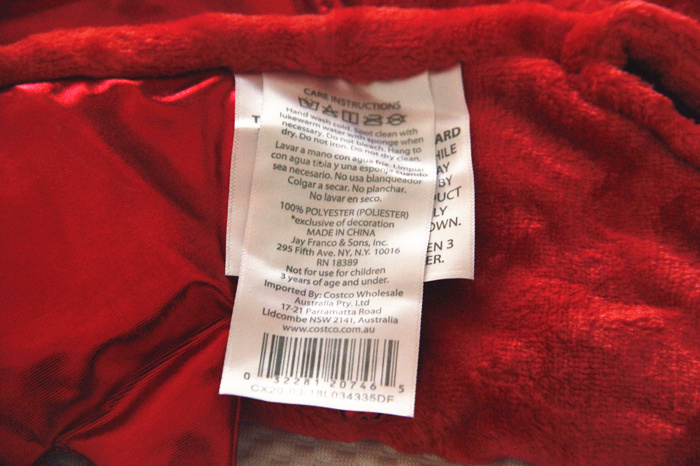 CARE INSTRUCTIONS
Hand wash cold. Spot clean with
lukewarm water with sponge when
necessary. Do not bleach. Hang to
dry. Do not iron. Do not dry clean.
Lavar a mano con agua fria. Limpiar
con agua tibia y una esponja cuando
sea necesario. No usa blanqueador
Colgar a secar. No planchar.
No lavar en seco.
100% POLYESTER (POLIESTER)
*exclusive of decoration
MADE IN CHINA
Jay Franco & Sons, Inc.
295 Fifth Ave. NY, N.Y. 10016
RN 18389
Not for use for children
3 years of age and under.
Imported By: Costco Wholesale
Australia Pty. Ltd
17-21 Parramatta Road
Lidcombe NSW 2141, Australia
www.costco.com.au
0 32281 20746 5
T
ARD
HILE
AY
BY
UCT
LY
OWN.
EN 3
ER.